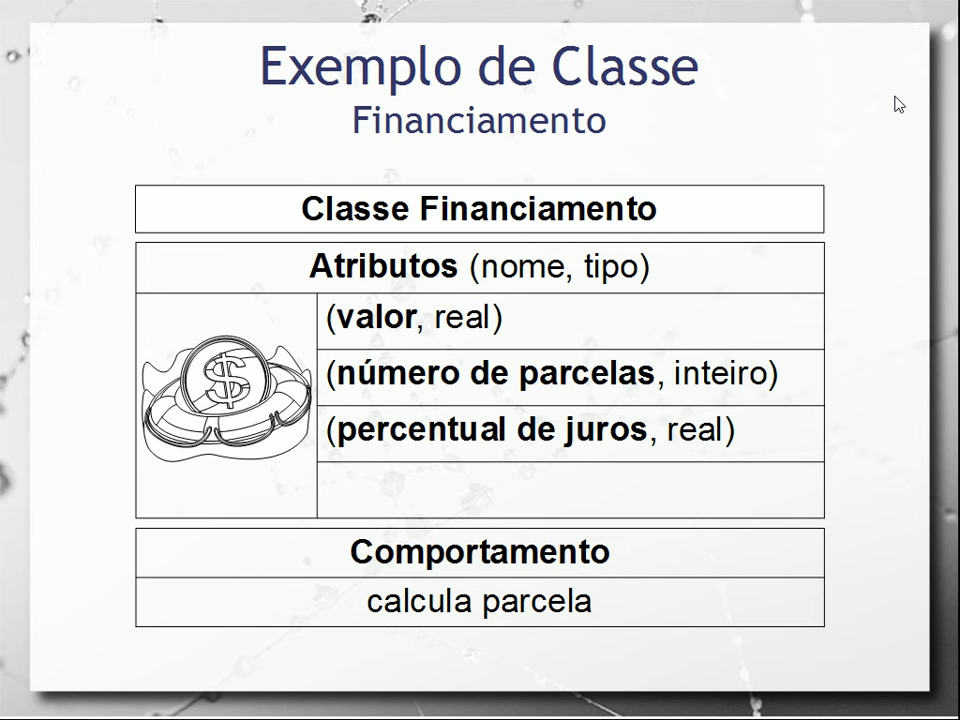 Exemplo de Classe
Financiamento
Classe Financiamento
Atributos (nome, tipo)
(valor, real)
(número de parcelas, inteiro)
(percentual de juros, real)
$
Comportamento
calcula parcela